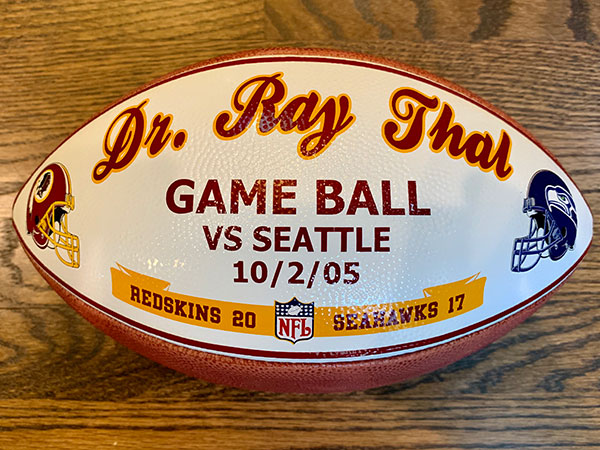 Dr. Ray Thal
GAME BALL
VS SEATTLE
10/2/05
REDSKINS 20 NFL SEAHAWKS 17